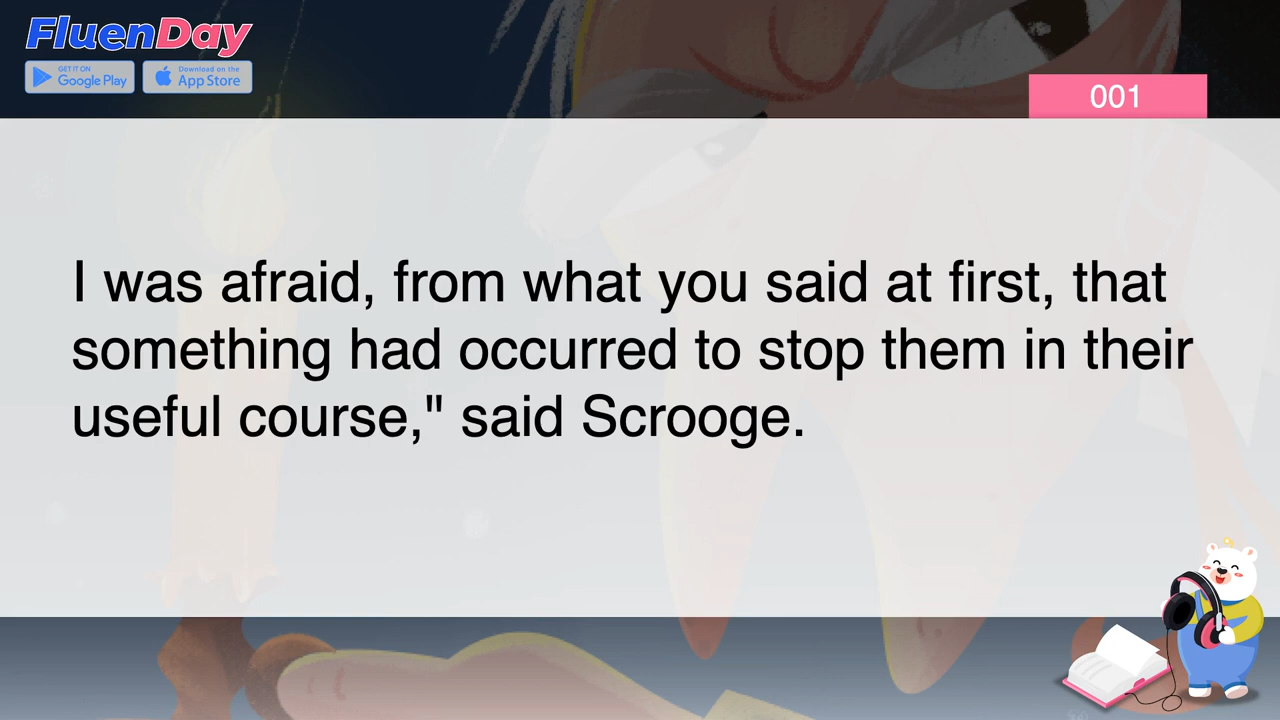 FluenDay
GET IT ON
Google Play
Download on the
App Store
001
I was afraid, from what you said at first, that
something had occurred to stop them in their
useful course," said Scrooge.